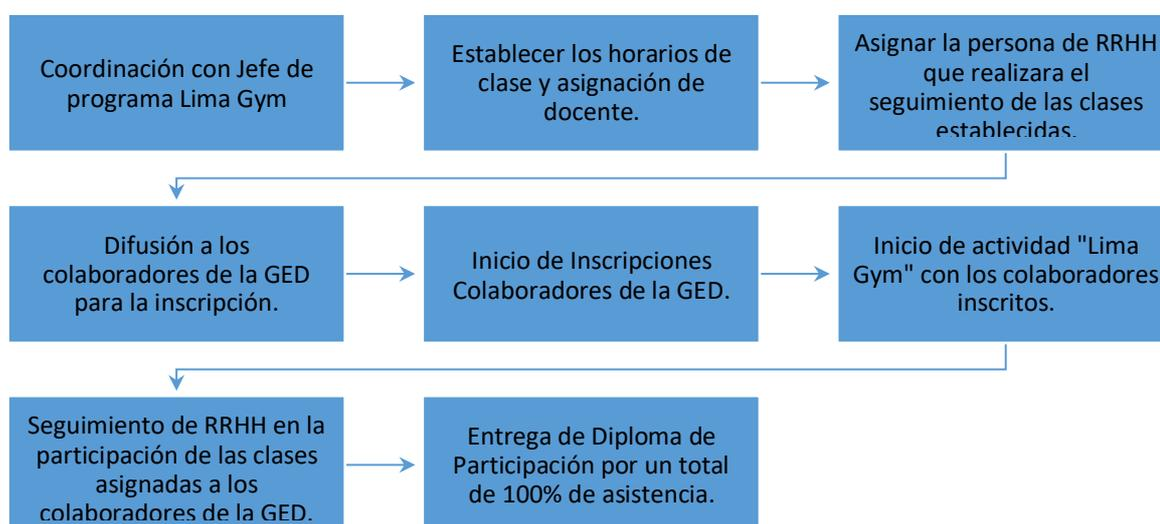 Coordinación con Jefe de
programa Lima Gym
Establecer los horarios de
clase y asignación de
docente.
Asignar la persona de RRHH
que realizara el
seguimiento de las clases
establecidas.
Difusión a los
colaboradores de la GED
para la inscripción.
Inicio de Inscripciones
Colaboradores de la GED.
Inicio de actividad "Lima
Gym" con los colaboradores
inscritos.
Seguimiento de RRHH en la
participación de las clases
asignadas a los
colaboradores de la GED.
Entrega de Diploma de
Participación por un total
de 100% de asistencia.